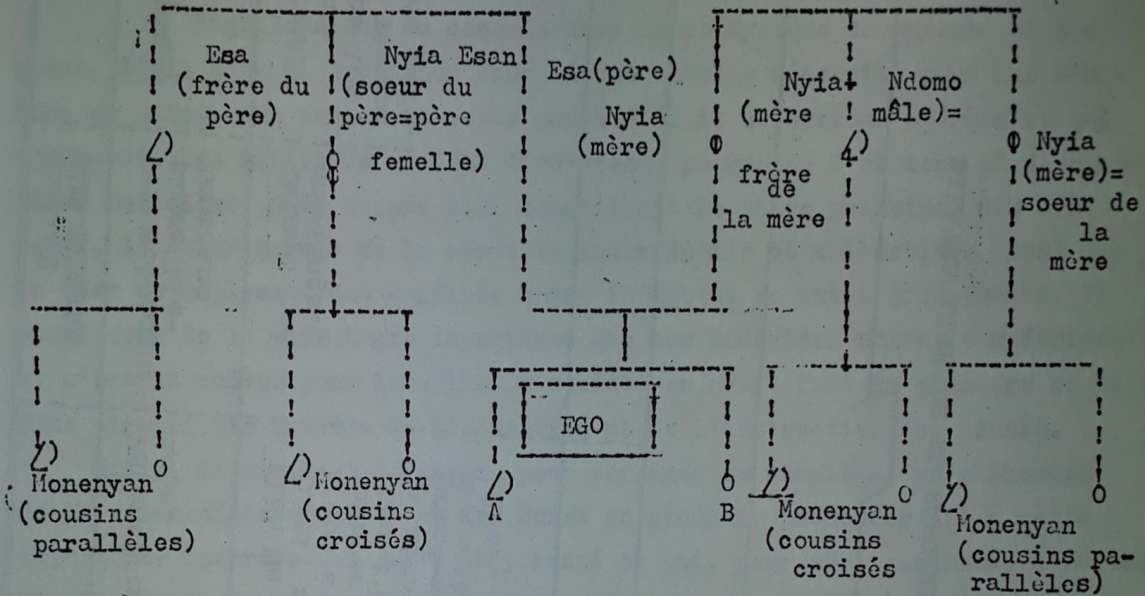 Esa
(frère du
père)
Nyia Esan
(soeur du
père=père
femelle)
Esa(père)
Nyia
(mère)
Nyia
(mère
Ndomo
mâle)=
frère
de
la mère
Nyia
(mère)=
soeur de
la
mère
EGO
Monenyan
(cousins
parallèles)
Monenyan
(cousins
croisés)
A
B
Monenyan
(cousins
croisés
Monenyan
(cousins pa-
rallèles)